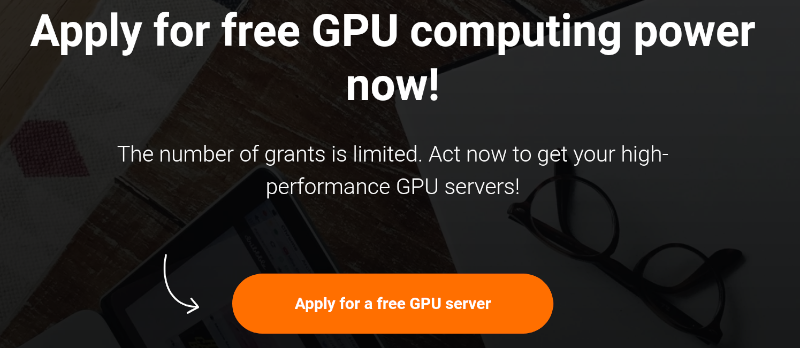 Apply for free GPU computing power
now!
The number of grants is limited. Act now to get your high-
performance GPU servers!
Apply for a free GPU server